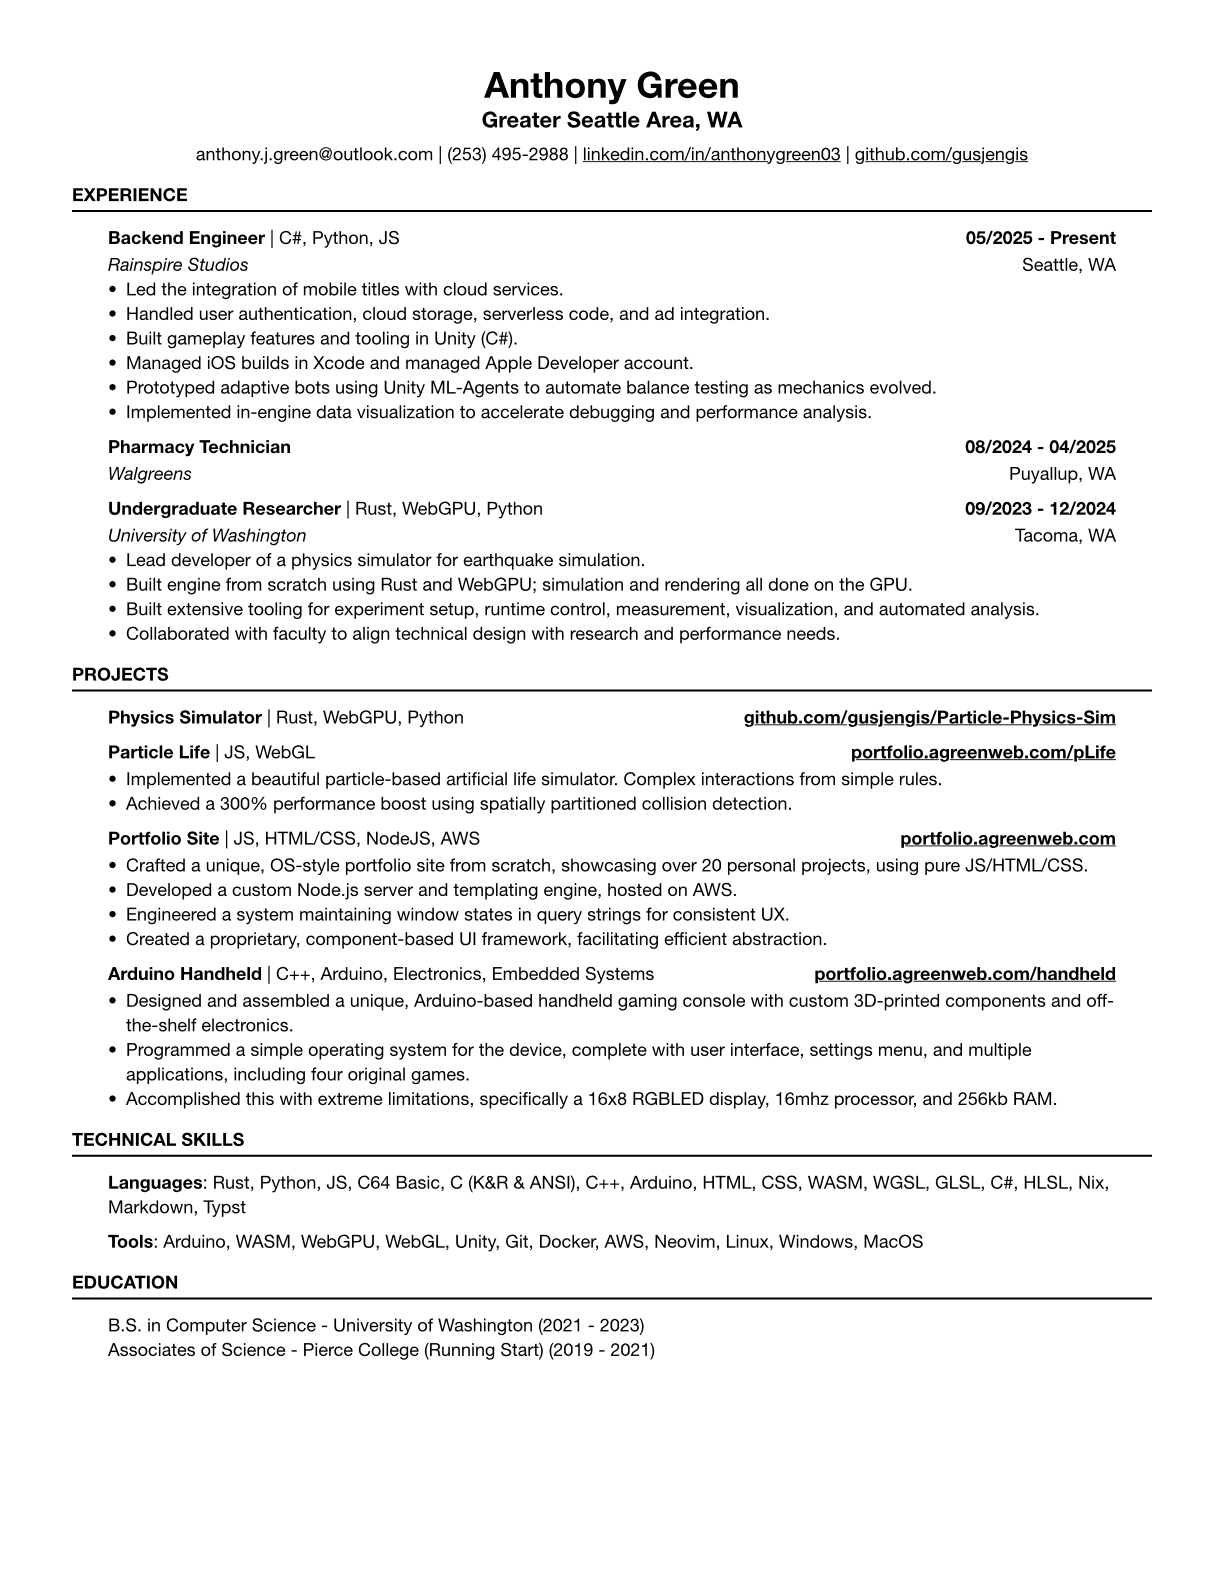 Anthony Green
Greater Seattle Area, WA
anthony.j.green@outlook.com | (253) 495-2988 | linkedin.com/in/anthonygreen03 | github.com/gusjengis
EXPERIENCE
Backend Engineer | C#, Python, JS 05/2025 - Present
Rainspire Studios Seattle, WA
• Led the integration of mobile titles with cloud services.
• Handled user authentication, cloud storage, serverless code, and ad integration.
• Built gameplay features and tooling in Unity (C#).
• Managed iOS builds in Xcode and managed Apple Developer account.
• Prototyped adaptive bots using Unity ML-Agents to automate balance testing as mechanics evolved.
• Implemented in-engine data visualization to accelerate debugging and performance analysis.
Pharmacy Technician 08/2024 - 04/2025
Walgreens Puyallup, WA
Undergraduate Researcher | Rust, WebGPU, Python 09/2023 - 12/2024
University of Washington Tacoma, WA
• Lead developer of a physics simulator for earthquake simulation.
• Built engine from scratch using Rust and WebGPU; simulation and rendering all done on the GPU.
• Built extensive tooling for experiment setup, runtime control, measurement, visualization, and automated analysis.
• Collaborated with faculty to align technical design with research and performance needs.
PROJECTS
Physics Simulator | Rust, WebGPU, Python github.com/gusjengis/Particle-Physics-Sim
Particle Life | JS, WebGL portfolio.agreenweb.com/pLife
• Implemented a beautiful particle-based artificial life simulator. Complex interactions from simple rules.
• Achieved a 300% performance boost using spatially partitioned collision detection.
Portfolio Site | JS, HTML/CSS, NodeJS, AWS portfolio.agreenweb.com
• Crafted a unique, OS-style portfolio site from scratch, showcasing over 20 personal projects, using pure JS/HTML/CSS.
• Developed a custom Node.js server and templating engine, hosted on AWS.
• Engineered a system maintaining window states in query strings for consistent UX.
• Created a proprietary, component-based UI framework, facilitating efficient abstraction.
Arduino Handheld | C++, Arduino, Electronics, Embedded Systems portfolio.agreenweb.com/handheld
• Designed and assembled a unique, Arduino-based handheld gaming console with custom 3D-printed components and off-
the-shelf electronics.
• Programmed a simple operating system for the device, complete with user interface, settings menu, and multiple
applications, including four original games.
• Accomplished this with extreme limitations, specifically a 16x8 RGBLED display, 16mhz processor, and 256kb RAM.
TECHNICAL SKILLS
Languages: Rust, Python, JS, C64 Basic, C (K&R & ANSI), C++, Arduino, HTML, CSS, WASM, WGSL, GLSL, C#, HLSL, Nix,
Markdown, Typst
Tools: Arduino, WASM, WebGPU, WebGL, Unity, Git, Docker, AWS, Neovim, Linux, Windows, MacOS
EDUCATION
B.S. in Computer Science - University of Washington (2021 - 2023)
Associates of Science - Pierce College (Running Start) (2019 - 2021)